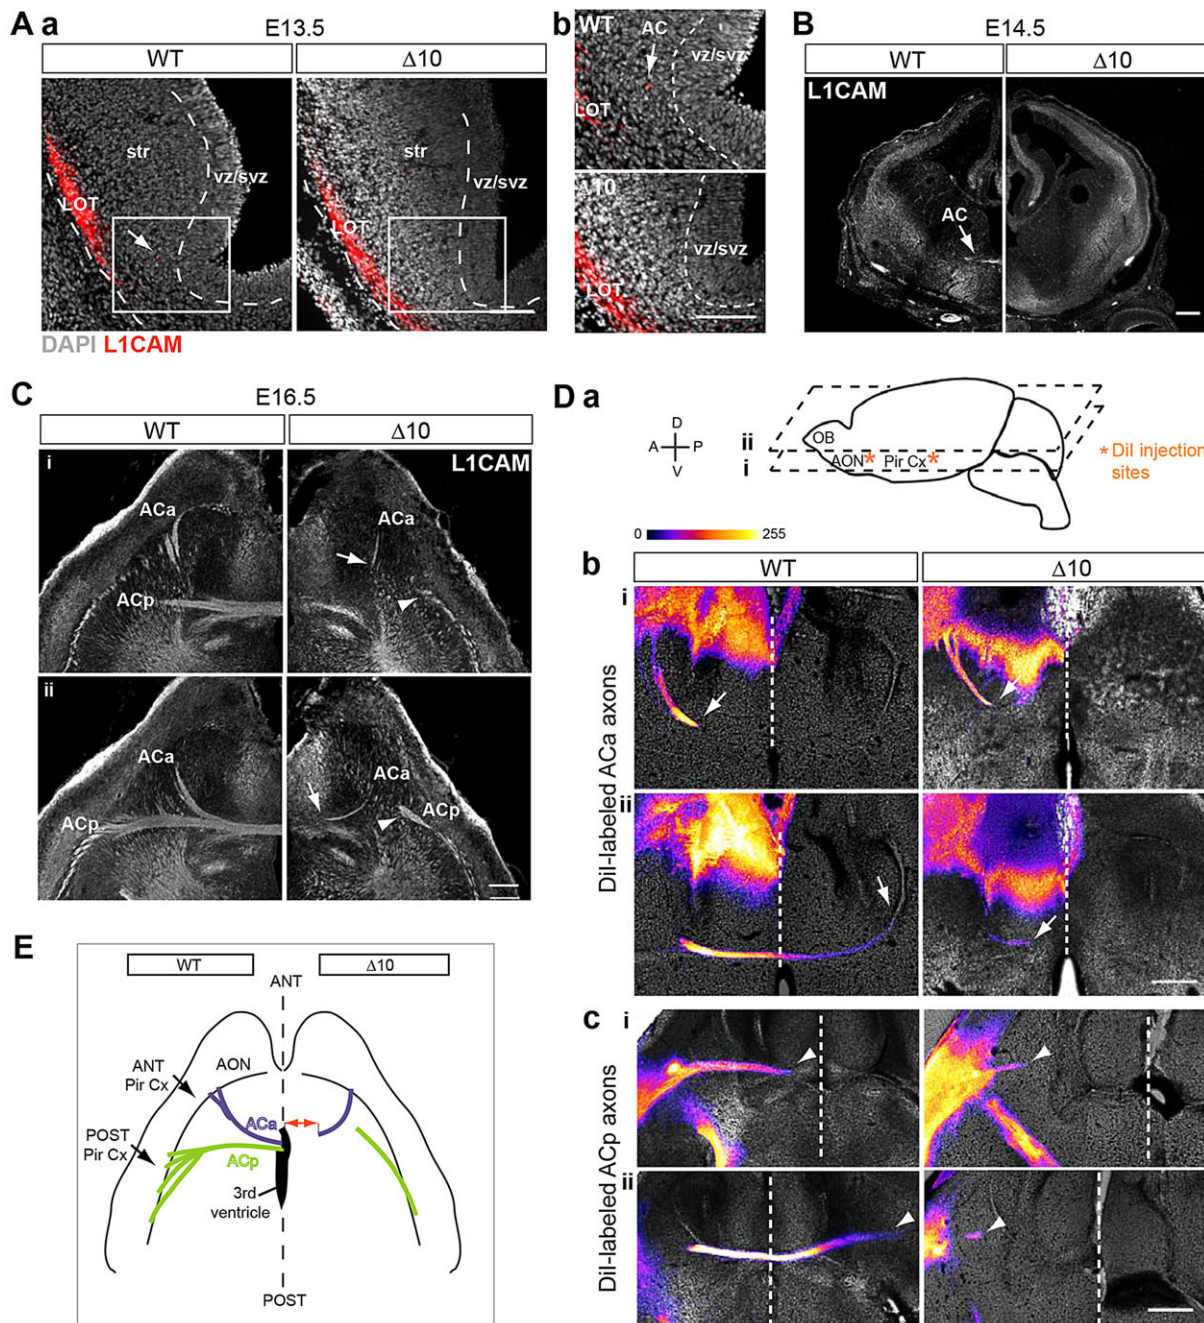 A a
E13.5
WT
Δ10
str
vz/svz
LOT
str
vz/svz
LOT
DAPI L1CAM
b
WT
AC
vz/svz
LOT
Δ10
vz/svz
LOT
B
E14.5
WT
Δ10
L1CAM
AC
C
E16.5
WT
Δ10
i
L1CAM
ACa
ACp
ACa
ii
ACa
ACp
ACa
ACp
D a
D
A P
V
ii
i
OB
AON* Pir Cx *
* DiI injection
sites
0 255
b
WT
Δ10
DiI-labeled ACa axons
i
ii
c
DiI-labeled ACp axons
i
ii
E
WT
Δ10
ANT
ANT
Pir Cx
AON
ACa
POST
Pir Cx
ACp
3rd
ventricle
POST